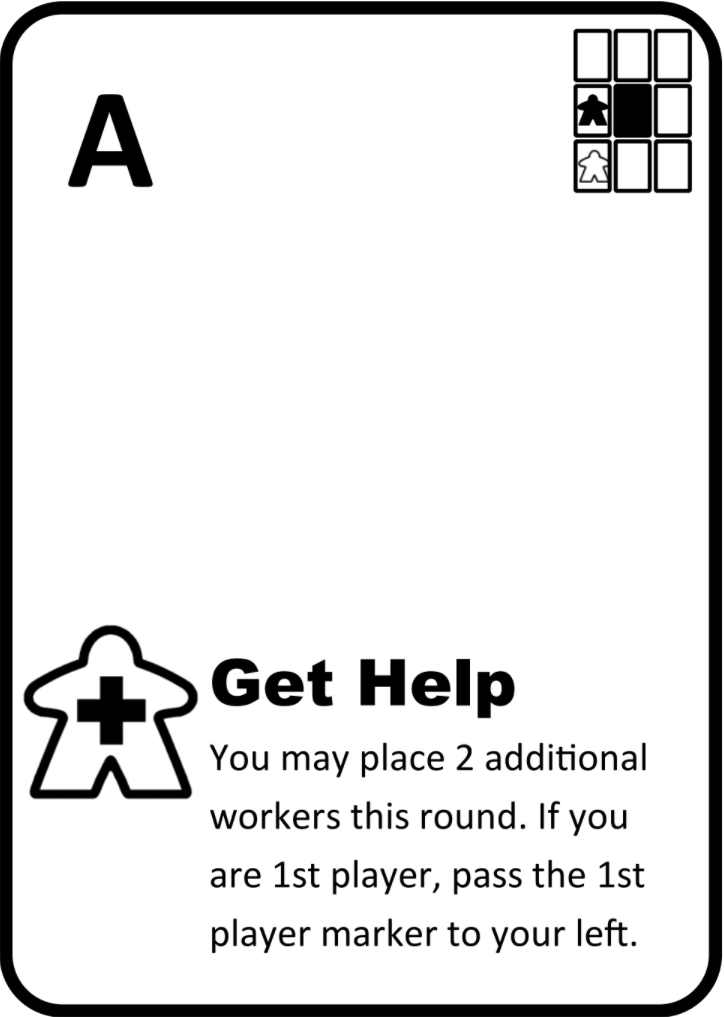 A
Get Help
You may place 2 additional
workers this round. If you
are 1st player, pass the 1st
player marker to your left.